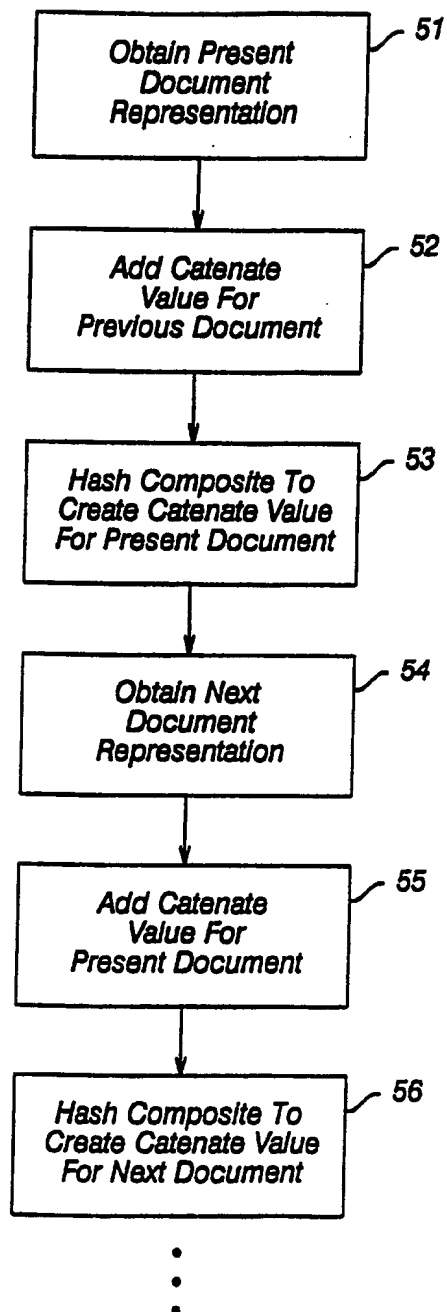 51
Obtain Present
Document
Representation
52
Add Catenate
Value For
Previous Document
53
Hash Composite To
Create Catenate Value
For Present Document
54
Obtain Next
Document
Representation
55
Add Catenate
Value For
Present Document
56
Hash Composite To
Create Catenate Value
For Next Document